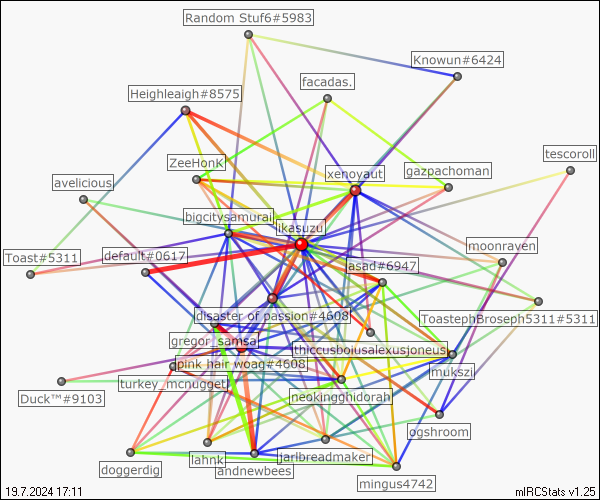 Random Stuf6#5983
Knowun#6424
facadas.
Heighleaigh#8575
tescoroll
ZeeHonK
xenoyaut
gazpachoman
avelicious
bigcitysamurai
ikasuzu
moonraven
Toast#5311
default#0617
asad#6947
disaster of passion#4608
ToastephBroseph5311#5311
gregor_samsa
thiccusbousalexusjoneus
pink hair woag#4608
mukszi
turkey_mcnugget
neokingghidorah
Duck™#9103
ogshroom
doggerdig
lahnk
jarlbreadmaker
andnewbees
mingus4742
19.7.2024 17:11
mIRCStats v1.25